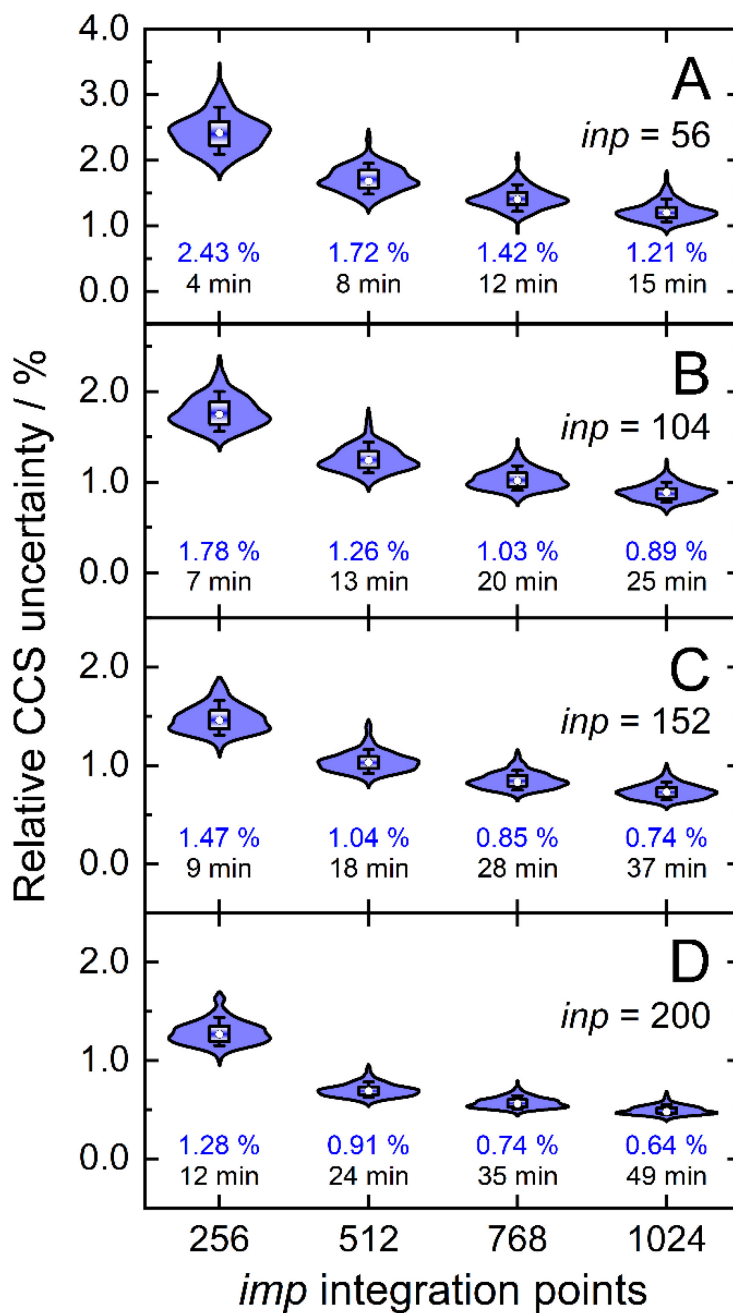 Relative CCS uncertainty / %
4.0
3.0
2.0
1.0
0.0
A
inp = 56
2.43 % 1.72 % 1.42 % 1.21 %
4 min 8 min 12 min 15 min
2.0
1.0
0.0
B
inp = 104
1.78 % 1.26 % 1.03 % 0.89 %
7 min 13 min 20 min 25 min
2.0
1.0
0.0
C
inp = 152
1.47 % 1.04 % 0.85 % 0.74 %
9 min 18 min 28 min 37 min
2.0
1.0
0.0
D
inp = 200
1.28 % 0.91 % 0.74 % 0.64 %
12 min 24 min 35 min 49 min
256 512 768 1024
imp integration points